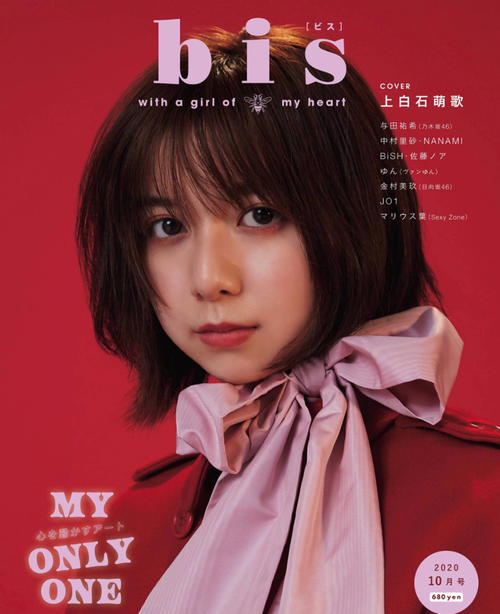 bis
[ビス]
with a girl of my heart
COVER
上白石萌歌
与田祐希(乃木坂46)
中村里砂・NANAMI
BiSH・佐藤ノア
ゆん(ヴァンゆん)
金村美玖(日向坂46)
JO1
マリウス葉(Sexy Zone)
MY
心を動かすアート
ONLY
ONE
2020
10月号
680yen